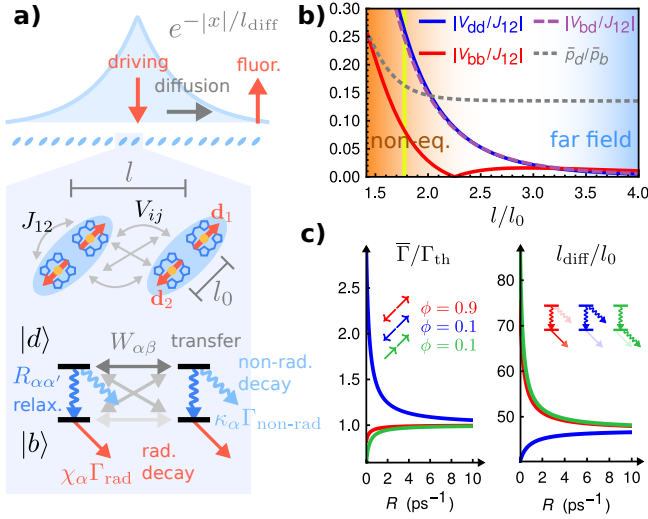 a)
e^{-|x|/l_diff}
driving
fluor.
diffusion
l
J_12
V_ij
d_1
d_2
l_0
|d⟩
W_{αβ}
transfer
R_{αα′}
relax.
non-rad.
decay
κ_α Γ_non-rad
|b⟩
rad.
decay
χ_α Γ_rad
b)
0.30
0.25
0.20
0.15
0.10
0.05
0.00
|V_dd/J_12|
|V_bd/J_12|
|V_bb/J_12|
p̄_d/p̄_b
non-eq.
far field
1.5
2.0
2.5
3.0
3.5
4.0
l/l_0
c)
Γ̄/Γ_th
2.5
2.0
1.5
1.0
ϕ = 0.9
ϕ = 0.1
ϕ = 0.1
0
2
4
6
8
10
R (ps⁻¹)
l_diff/l_0
80
70
60
50
0
2
4
6
8
10
R (ps⁻¹)